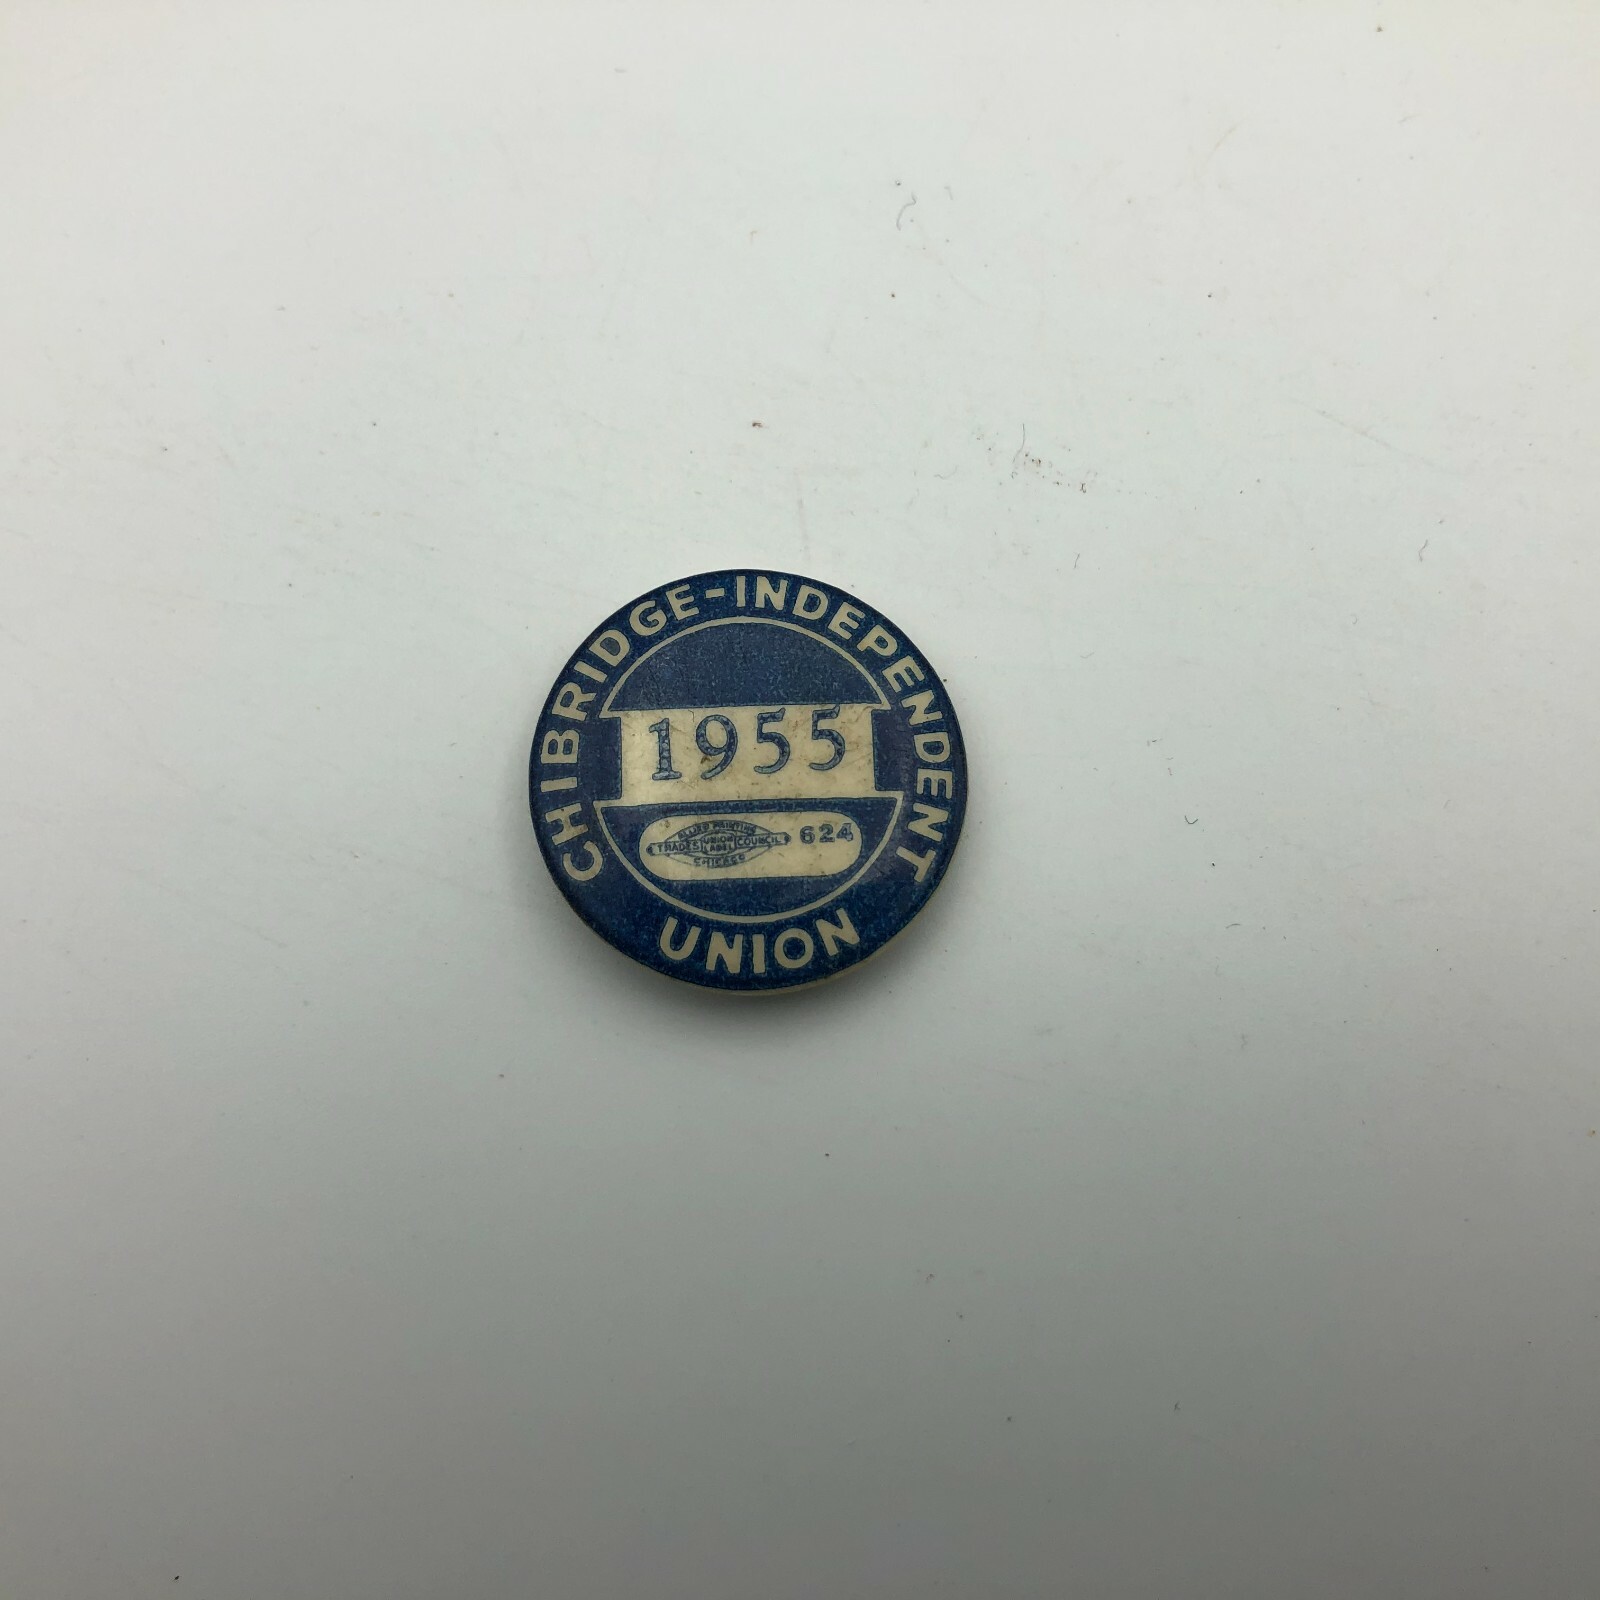 CHIBRIDGE-INDEPENDENT
1955
ALLIED PRINTING
TRADES UNION LABEL COUNCIL
CHICAGO
624
UNION